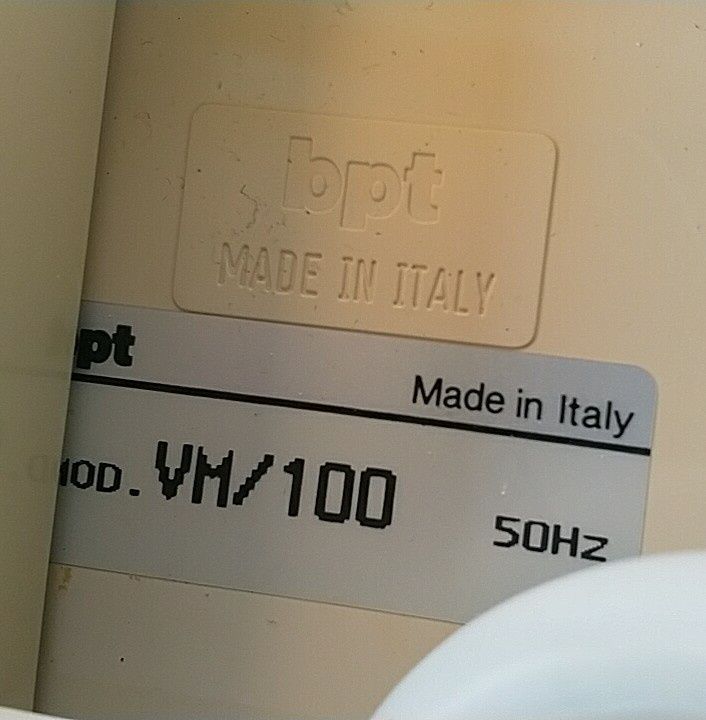 bpt
MADE IN ITALY
pt
Made in Italy
MOD. VM/100
50Hz